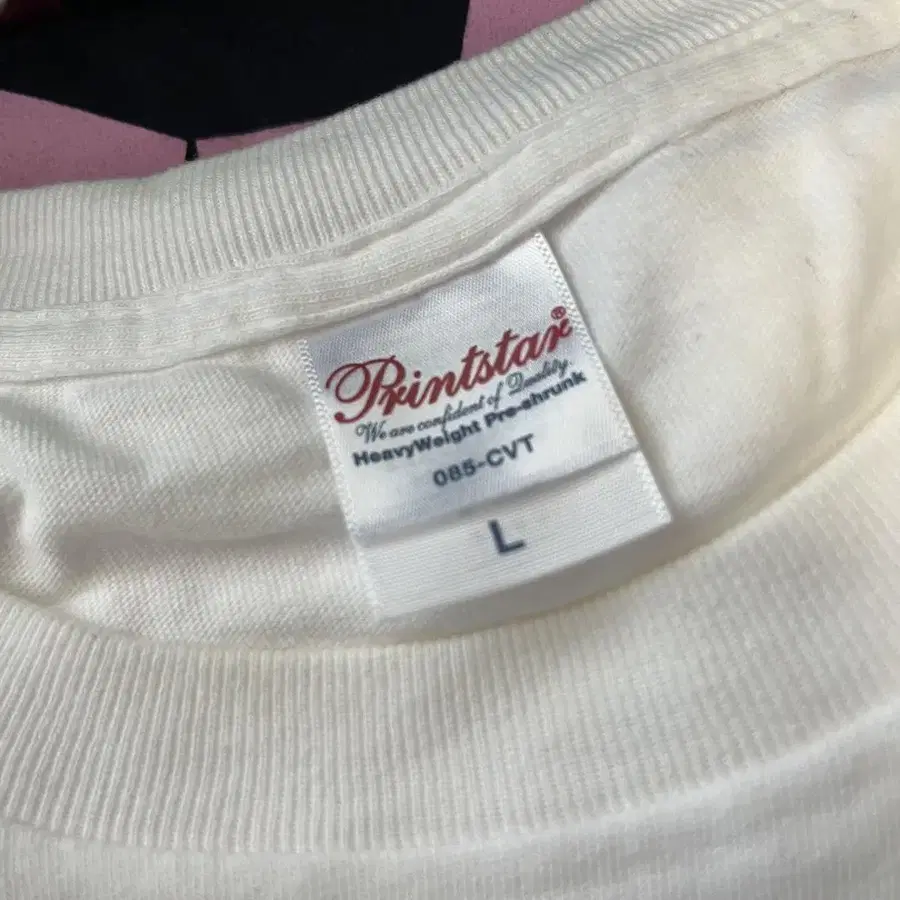 Printstar®
We are confident of Quality.
HeavyWeight Pre-shrunk
085-CVT
L